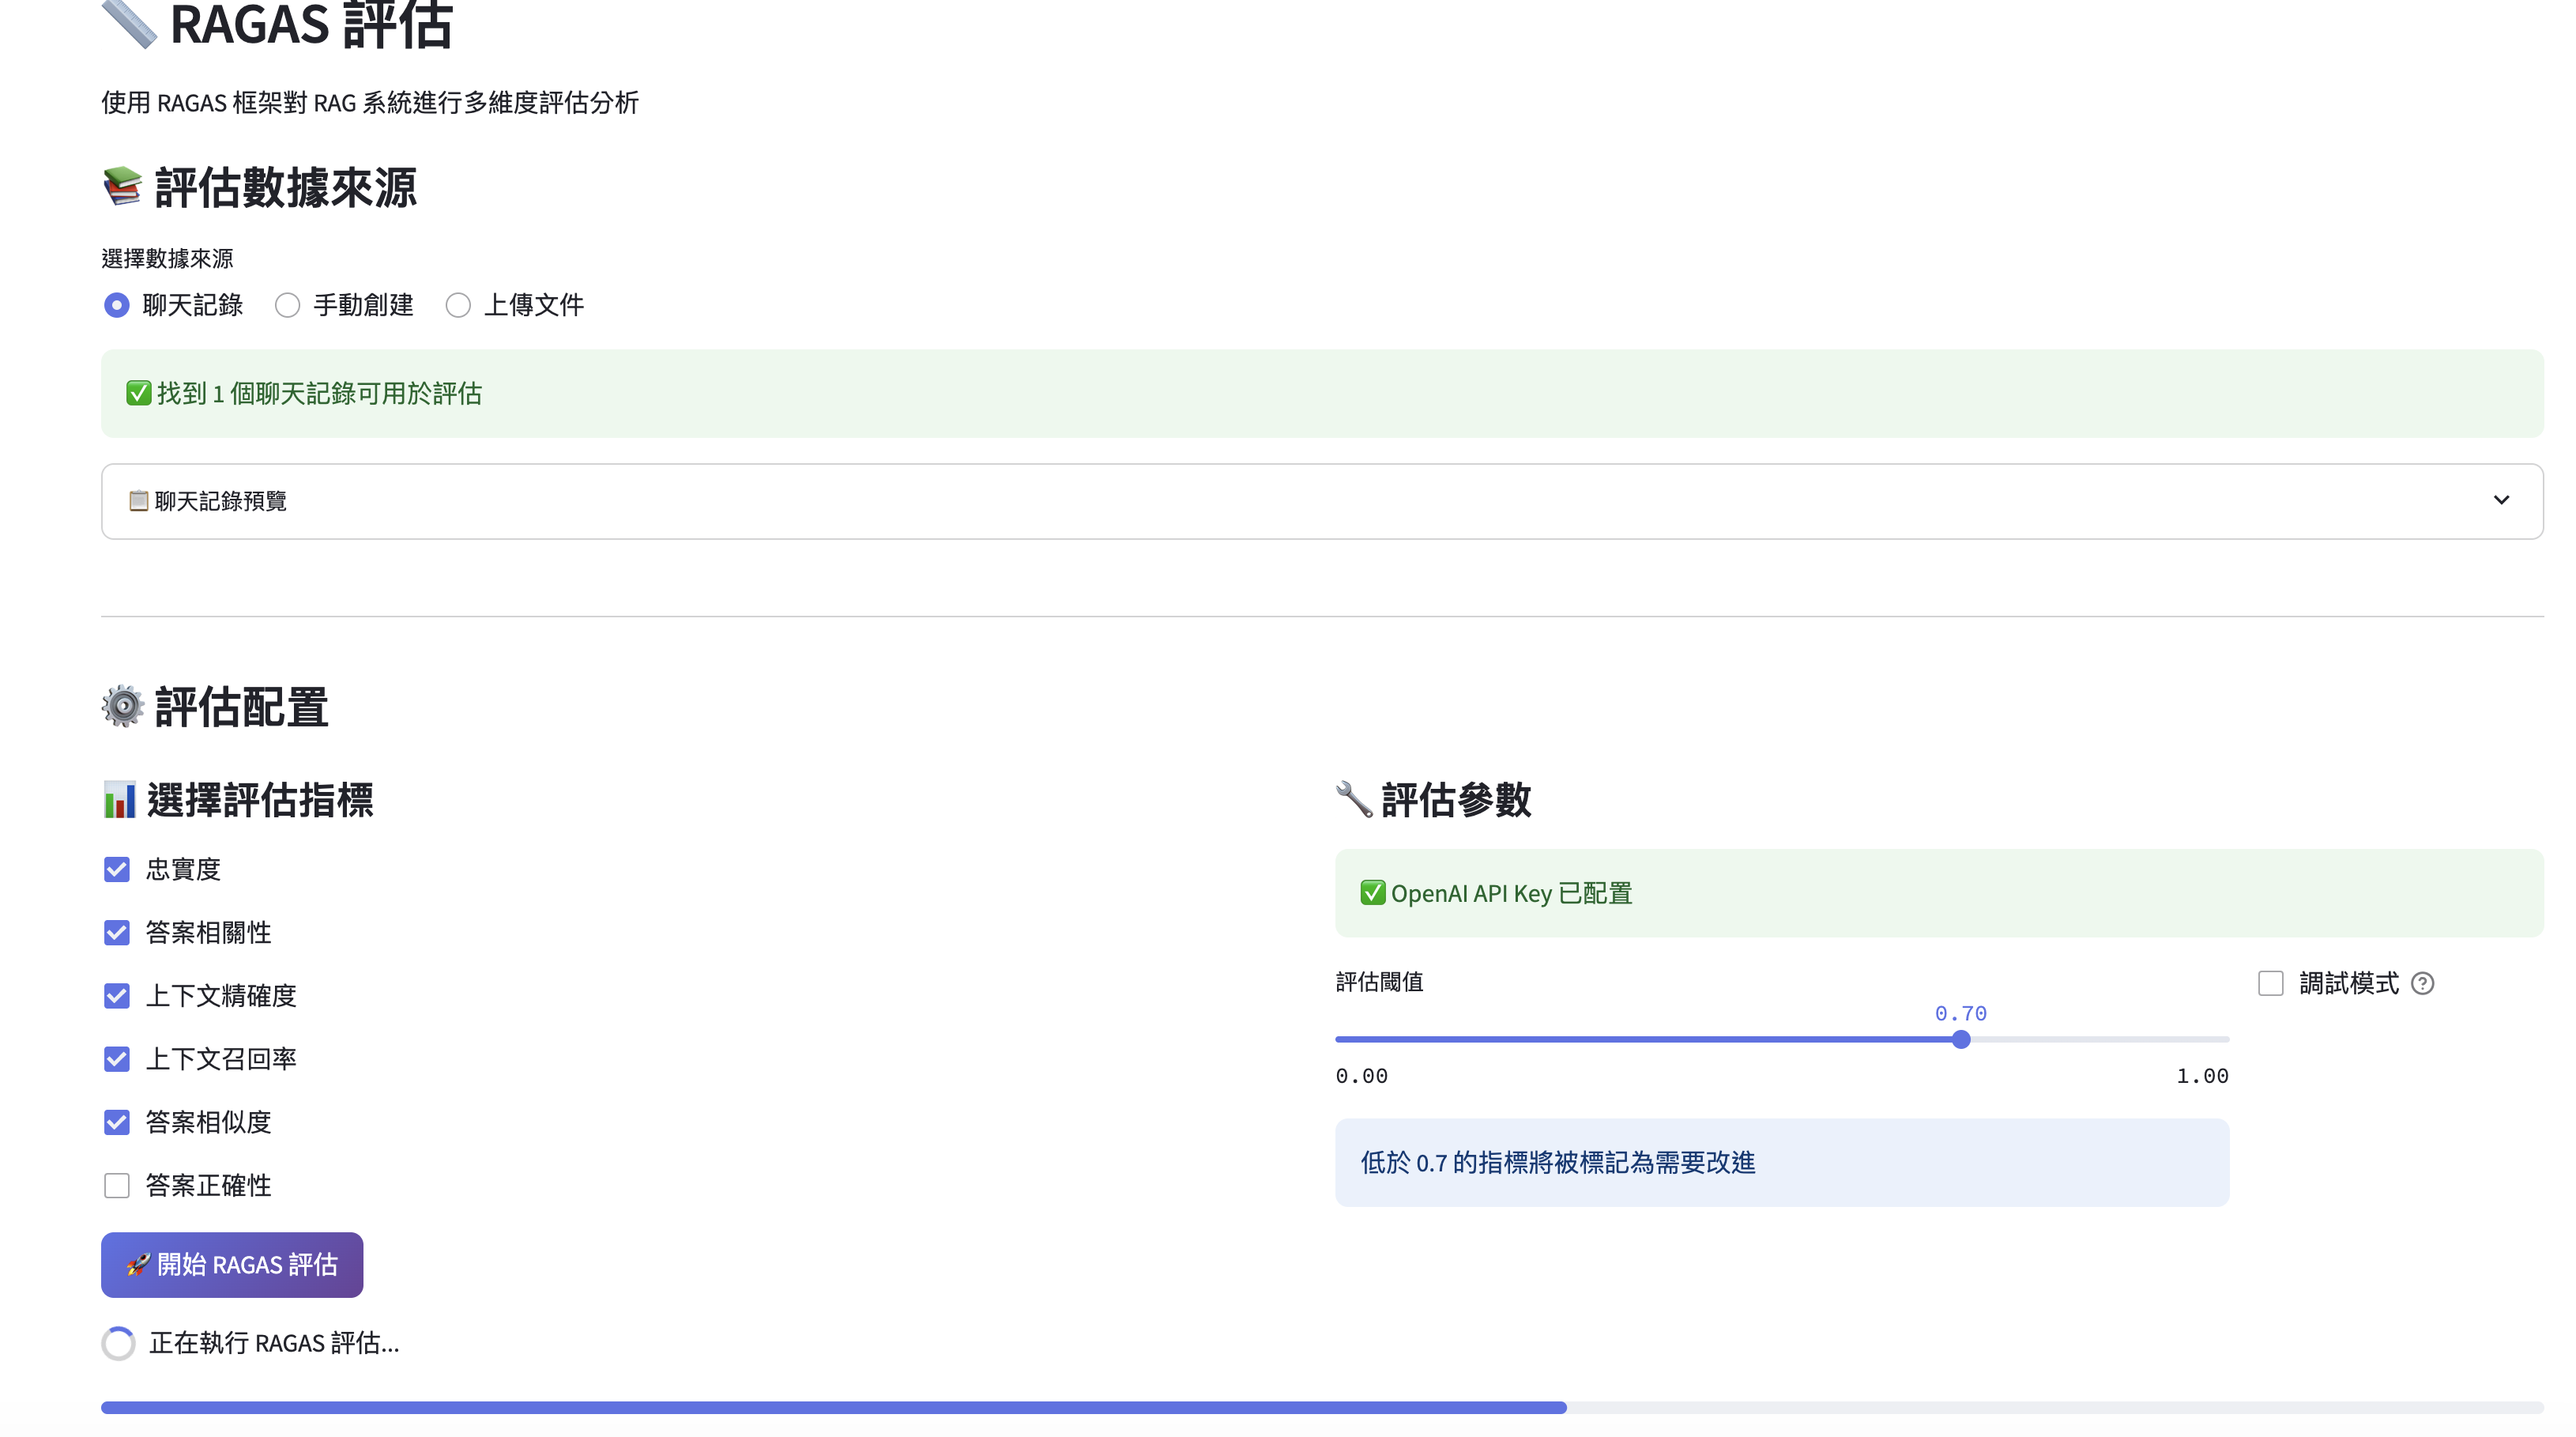 RAGAS 評估
使用 RAGAS 框架對 RAG 系統進行多維度評估分析
評估數據來源
選擇數據來源
聊天記錄 手動創建 上傳文件
找到 1 個聊天記錄可用於評估
聊天記錄預覽
評估配置
選擇評估指標
忠實度
答案相關性
上下文精確度
上下文召回率
答案相似度
答案正確性
開始 RAGAS 評估
正在執行 RAGAS 評估...
評估參數
OpenAI API Key 已配置
評估閾值
調試模式
0.70
0.00 1.00
低於 0.7 的指標將被標記為需要改進